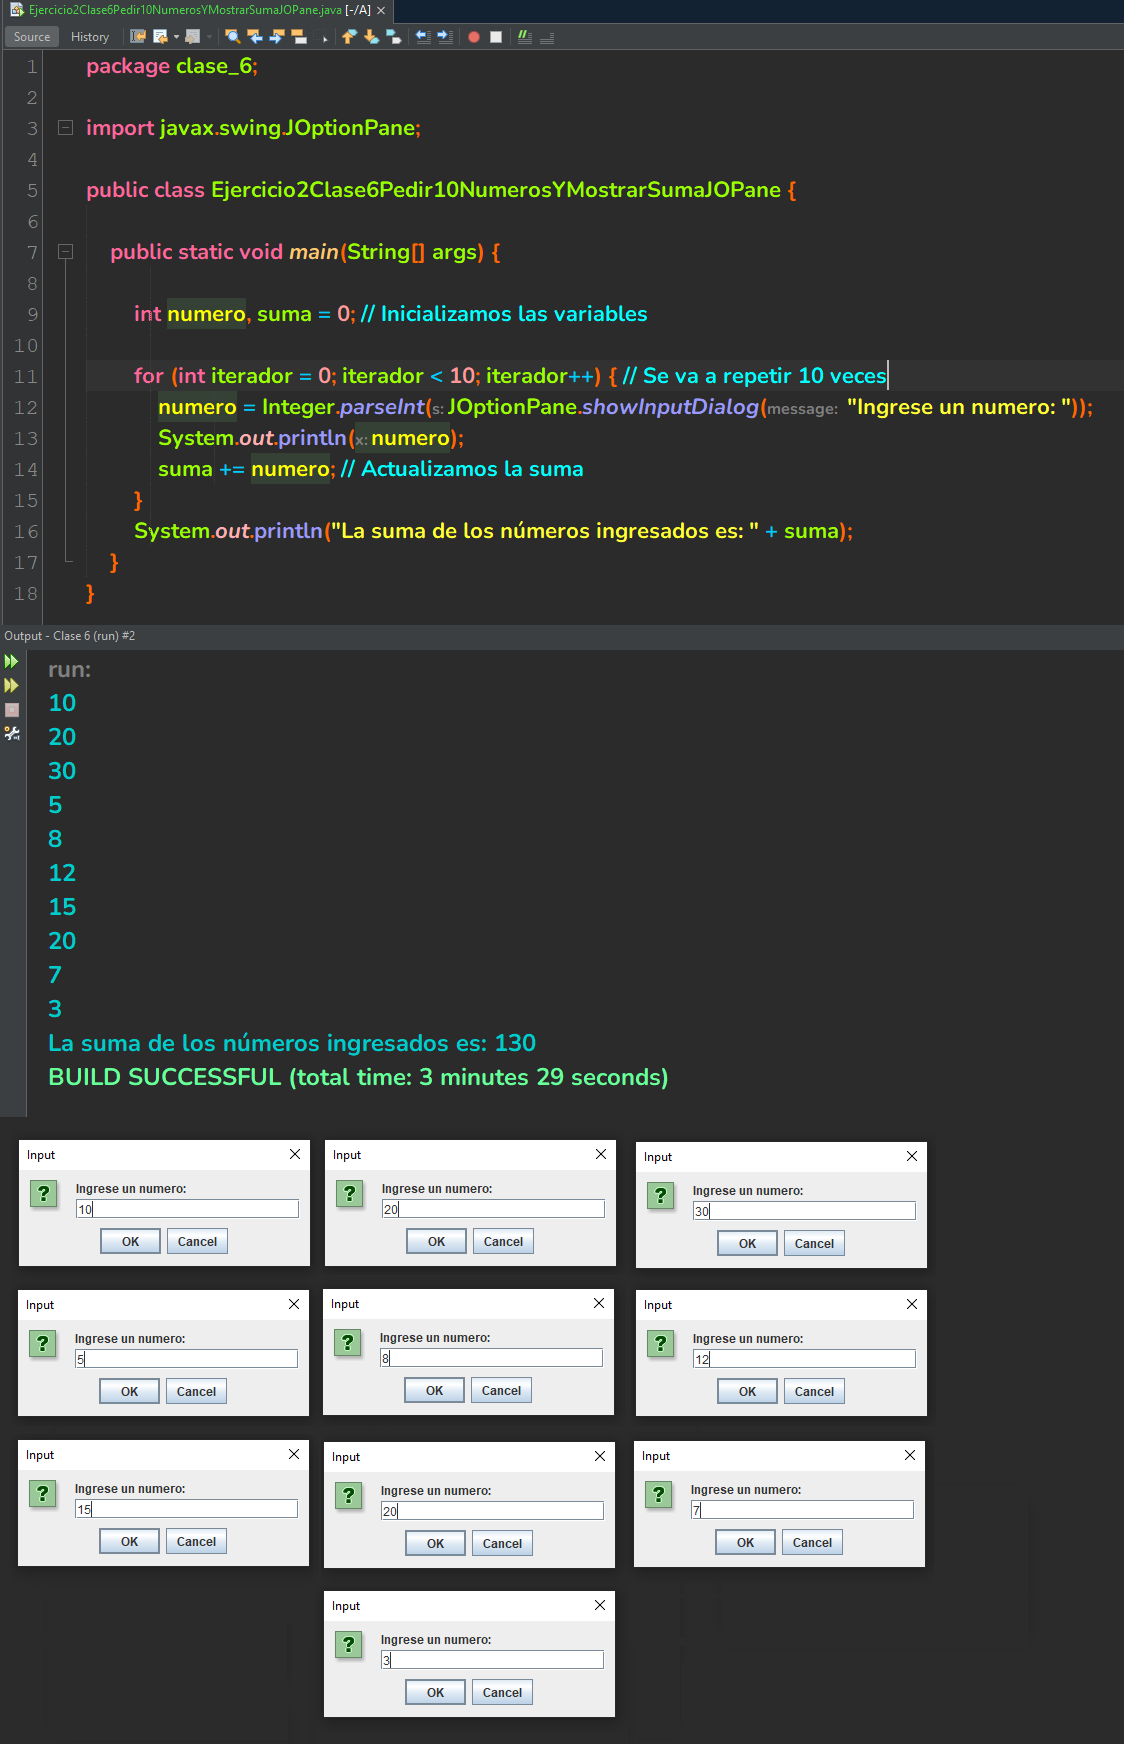 Ejercicio2Clase6Pedir10NumerosYMostrarSumaJOPane.java [-/A] ×
Source History
1 package clase_6;
2
3 import javax.swing.JOptionPane;
4
5 public class Ejercicio2Clase6Pedir10NumerosYMostrarSumaJOPane {
6
7 public static void main(String[] args) {
8
9 int numero, suma = 0; // Inicializamos las variables
10
11 for (int iterador = 0; iterador < 10; iterador++) { // Se va a repetir 10 veces
12 numero = Integer.parseInt(s: JOptionPane.showInputDialog(message: "Ingrese un numero: "));
13 System.out.println(x: numero);
14 suma += numero; // Actualizamos la suma
15 }
16 System.out.println("La suma de los números ingresados es: " + suma);
17 }
18 }
Output - Clase 6 (run) #2
run:
10
20
30
5
8
12
15
20
7
3
La suma de los números ingresados es: 130
BUILD SUCCESSFUL (total time: 3 minutes 29 seconds)
Input
Ingrese un numero:
10
OK Cancel
Input
Ingrese un numero:
20
OK Cancel
Input
Ingrese un numero:
30
OK Cancel
Input
Ingrese un numero:
5
OK Cancel
Input
Ingrese un numero:
8
OK Cancel
Input
Ingrese un numero:
12
OK Cancel
Input
Ingrese un numero:
15
OK Cancel
Input
Ingrese un numero:
20
OK Cancel
Input
Ingrese un numero:
7
OK Cancel
Input
Ingrese un numero:
3
OK Cancel